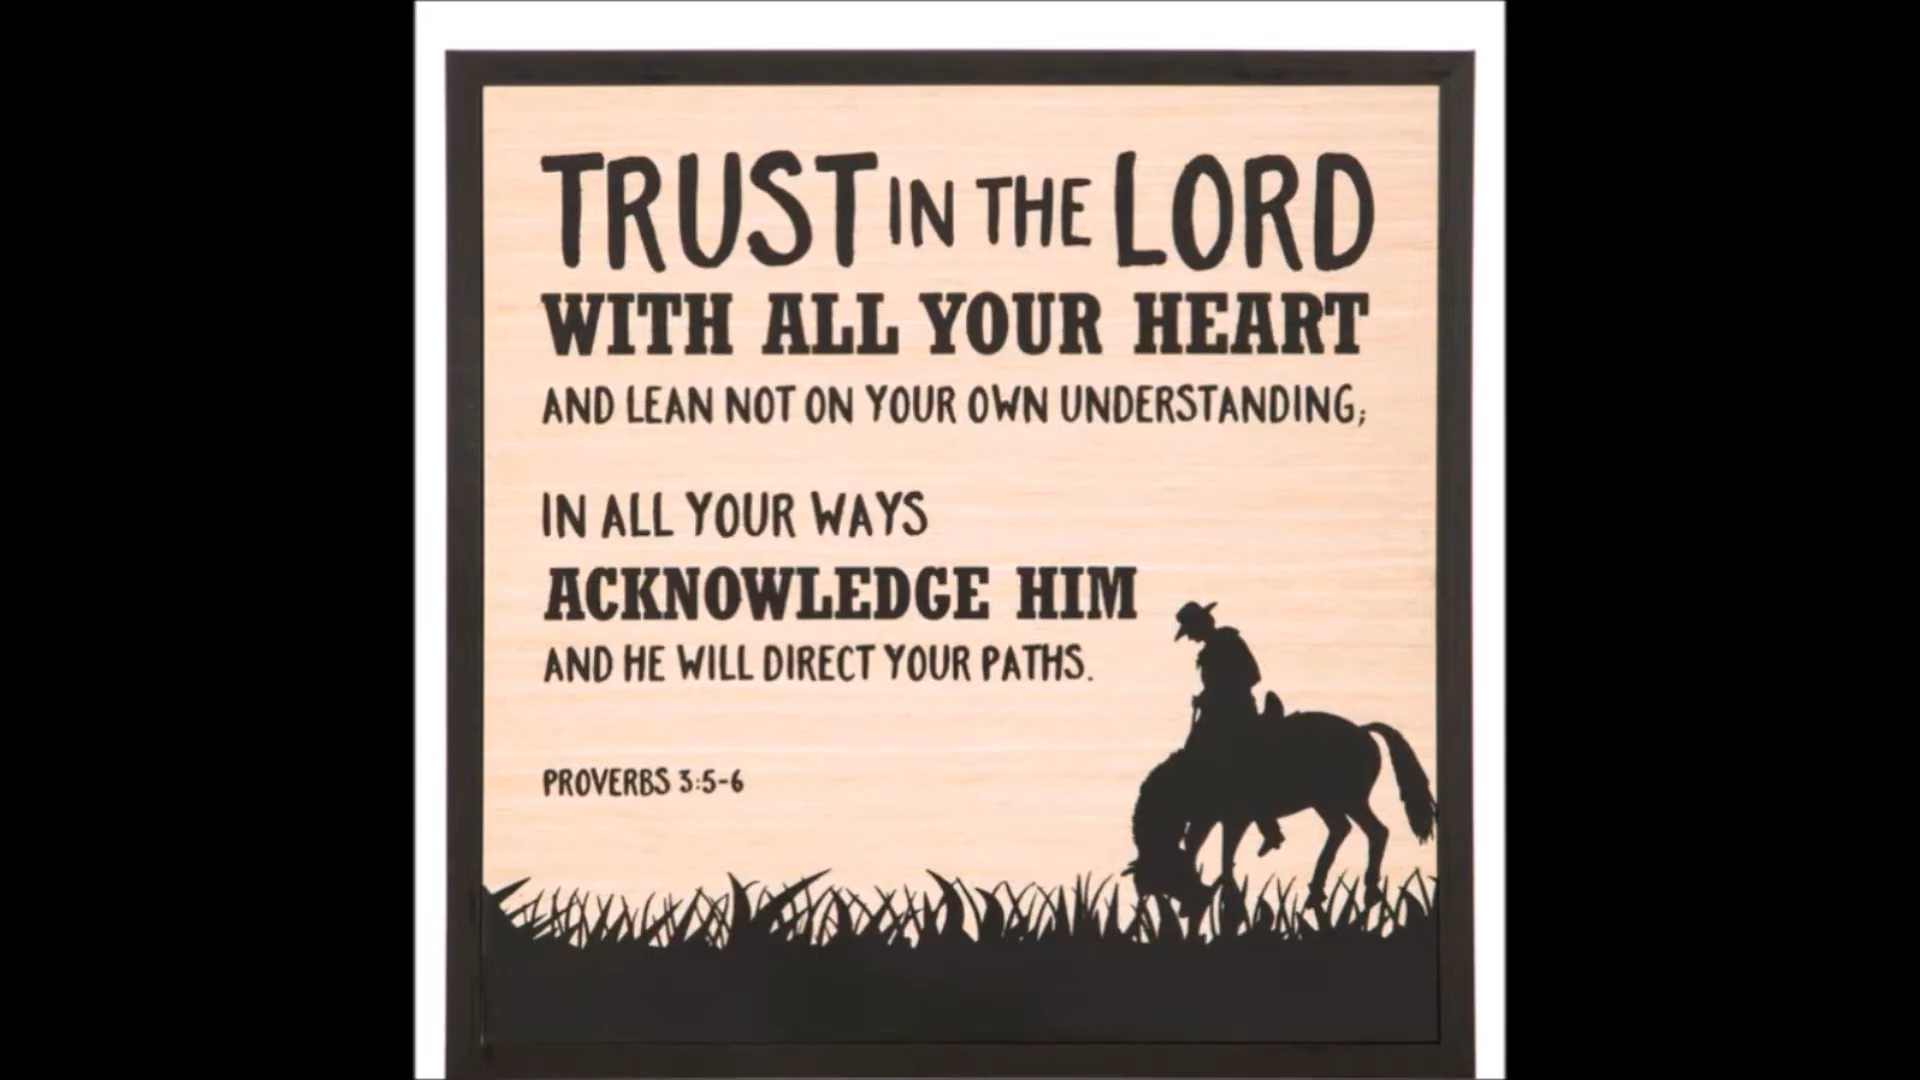 TRUST IN THE LORD
WITH ALL YOUR HEART
AND LEAN NOT ON YOUR OWN UNDERSTANDING;
IN ALL YOUR WAYS
ACKNOWLEDGE HIM
AND HE WILL DIRECT YOUR PATHS.
PROVERBS 3:5-6